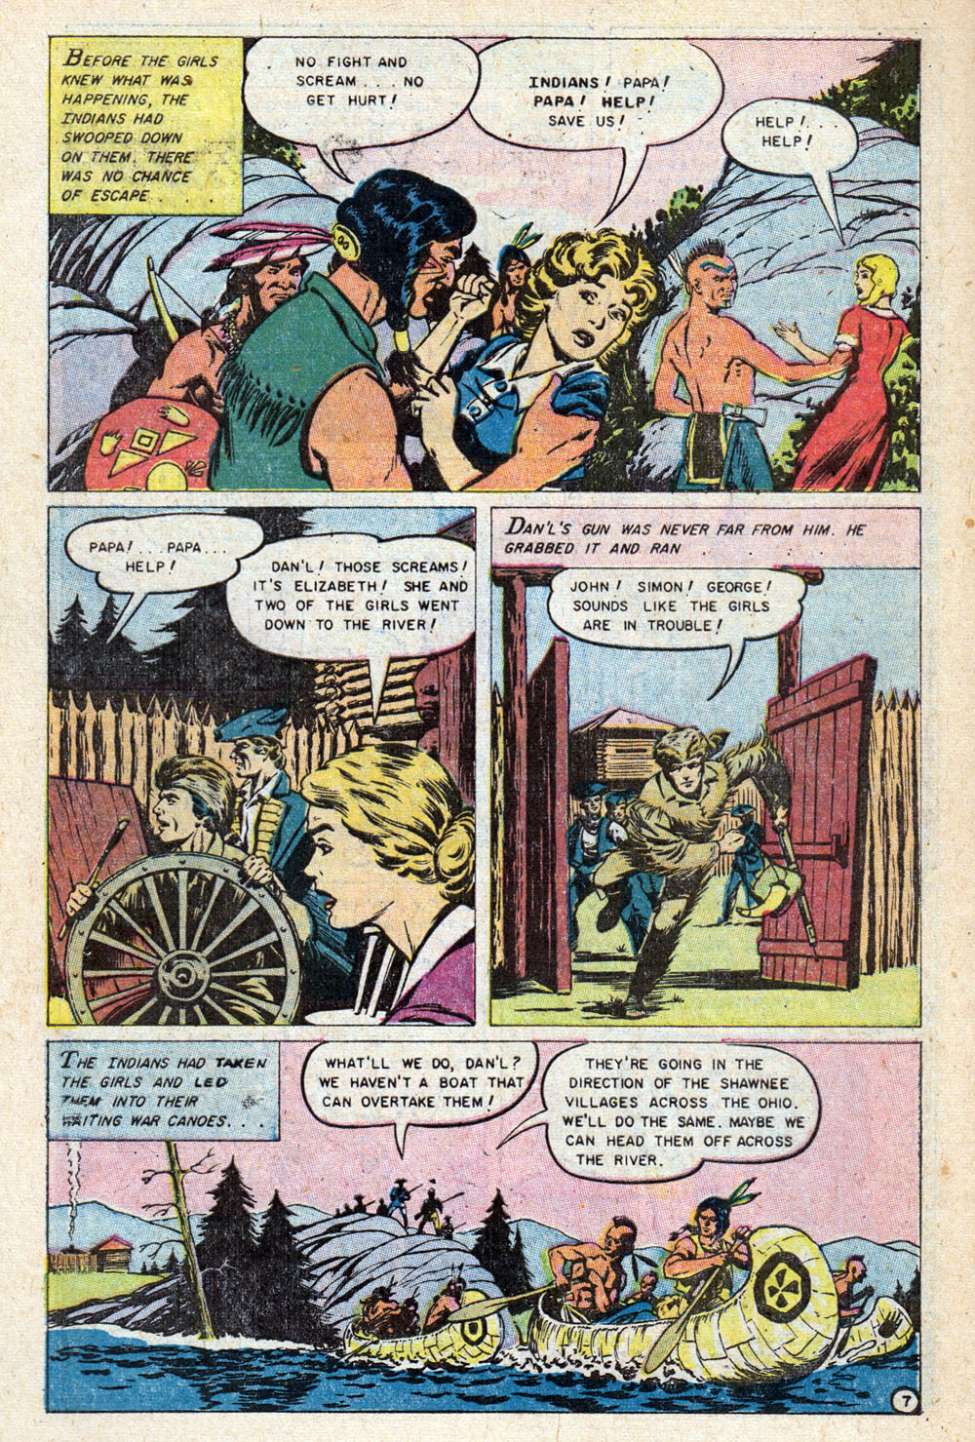 BEFORE THE GIRLS
KNEW WHAT WAS
HAPPENING, THE
INDIANS HAD
SWOOPED DOWN
ON THEM. THERE
WAS NO CHANCE
OF ESCAPE . . . .
NO FIGHT AND
SCREAM . . . NO
GET HURT!
INDIANS! PAPA!
PAPA! HELP!
SAVE US!
HELP! . .
HELP!
PAPA! . . . PAPA . . .
HELP!
DAN'L! THOSE SCREAMS!
IT'S ELIZABETH! SHE AND
TWO OF THE GIRLS WENT
DOWN TO THE RIVER!
DAN'L'S GUN WAS NEVER FAR FROM HIM. HE
GRABBED IT AND RAN . . .
JOHN! SIMON! GEORGE!
SOUNDS LIKE THE GIRLS
ARE IN TROUBLE!
THE INDIANS HAD TAKEN
THE GIRLS AND LED
THEM INTO THEIR
WAITING WAR CANOES. . .
WHAT'LL WE DO, DAN'L?
WE HAVEN'T A BOAT THAT
CAN OVERTAKE THEM!
THEY'RE GOING IN THE
DIRECTION OF THE SHAWNEE
VILLAGES ACROSS THE OHIO.
WE'LL DO THE SAME. MAYBE WE
CAN HEAD THEM OFF ACROSS
THE RIVER.
7